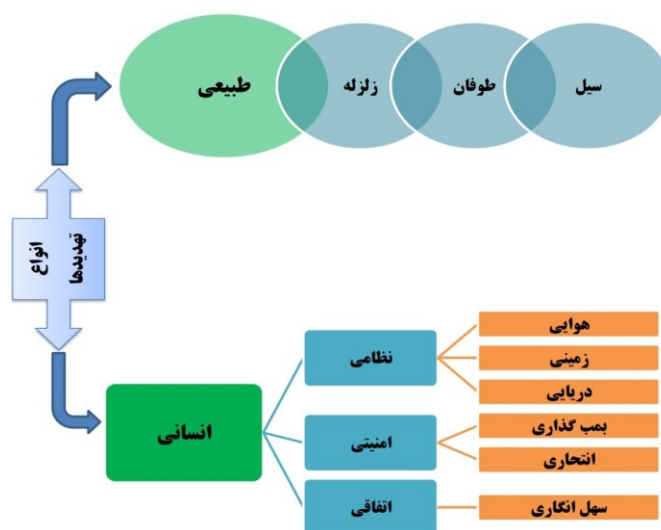 طبیعی
زلزله
طوفان
سیل
انواع
تهدیدها
انسانی
نظامی
هوایی
زمینی
دریایی
امنیتی
بمب گذاری
انتحاری
اتفاقی
سهل انگاری